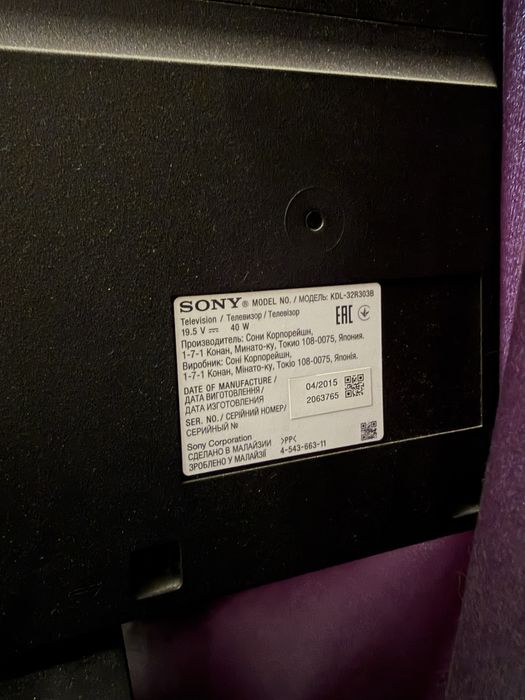 SONY® MODEL NO. / МОДЕЛЬ: KDL-32R303B
Television / Телевизор / Телевізор
19.5 V ⎓ 40 W
EAC
Производитель: Сони Корпорейшн,
1-7-1 Конан, Минато-ку, Токио 108-0075, Япония.
Виробник: Соні Корпорейшн,
1-7-1 Конан, Мінато-ку, Токіо 108-0075, Японія.
DATE OF MANUFACTURE /
ДАТА ВИГОТОВЛЕННЯ /
ДАТА ИЗГОТОВЛЕНИЯ
04/2015
SER. NO. / СЕРІЙНИЙ НОМЕР/
СЕРИЙНЫЙ №
2063765
Sony Corporation >PP<
СДЕЛАНО В МАЛАЙЗИИ 4-543-663-11
ЗРОБЛЕНО У МАЛАЙЗІЇ